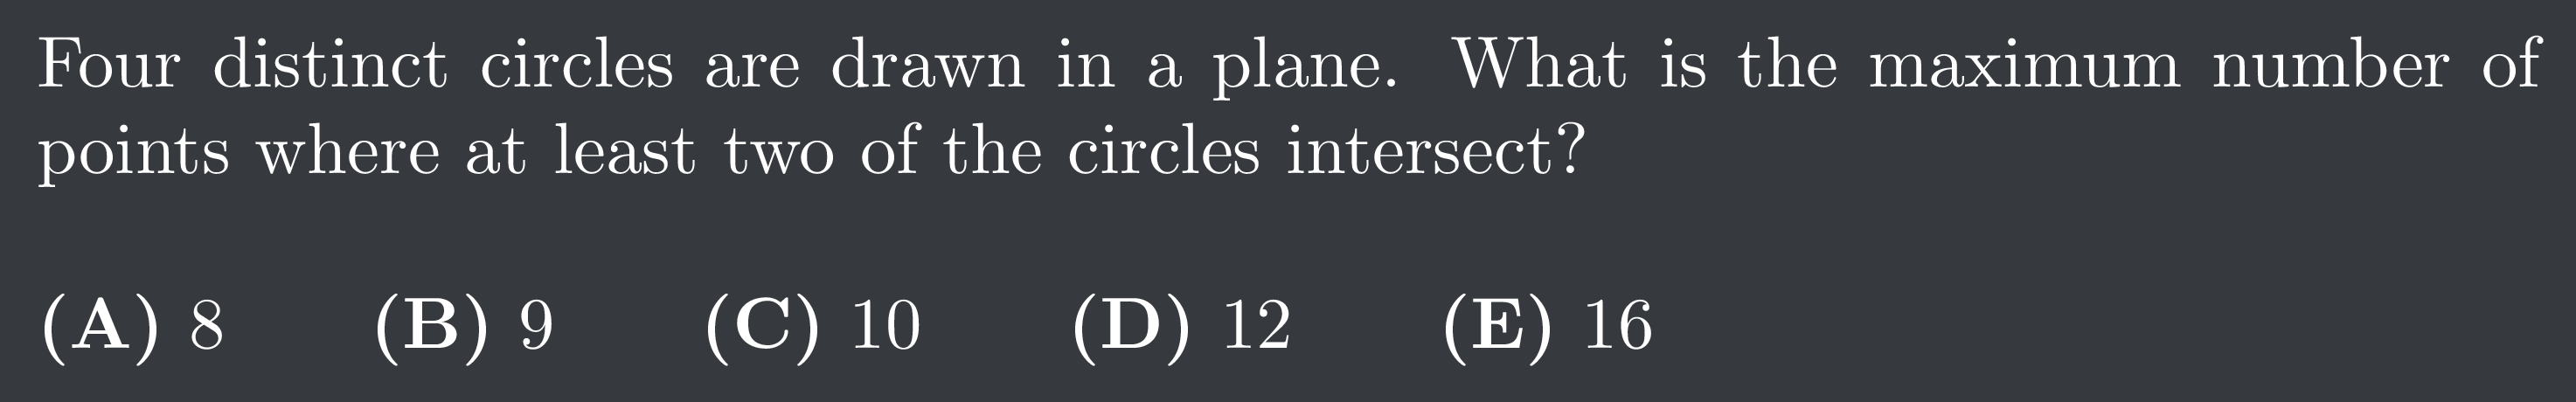 Four distinct circles are drawn in a plane. What is the maximum number of
points where at least two of the circles intersect?
(A) 8 (B) 9 (C) 10 (D) 12 (E) 16